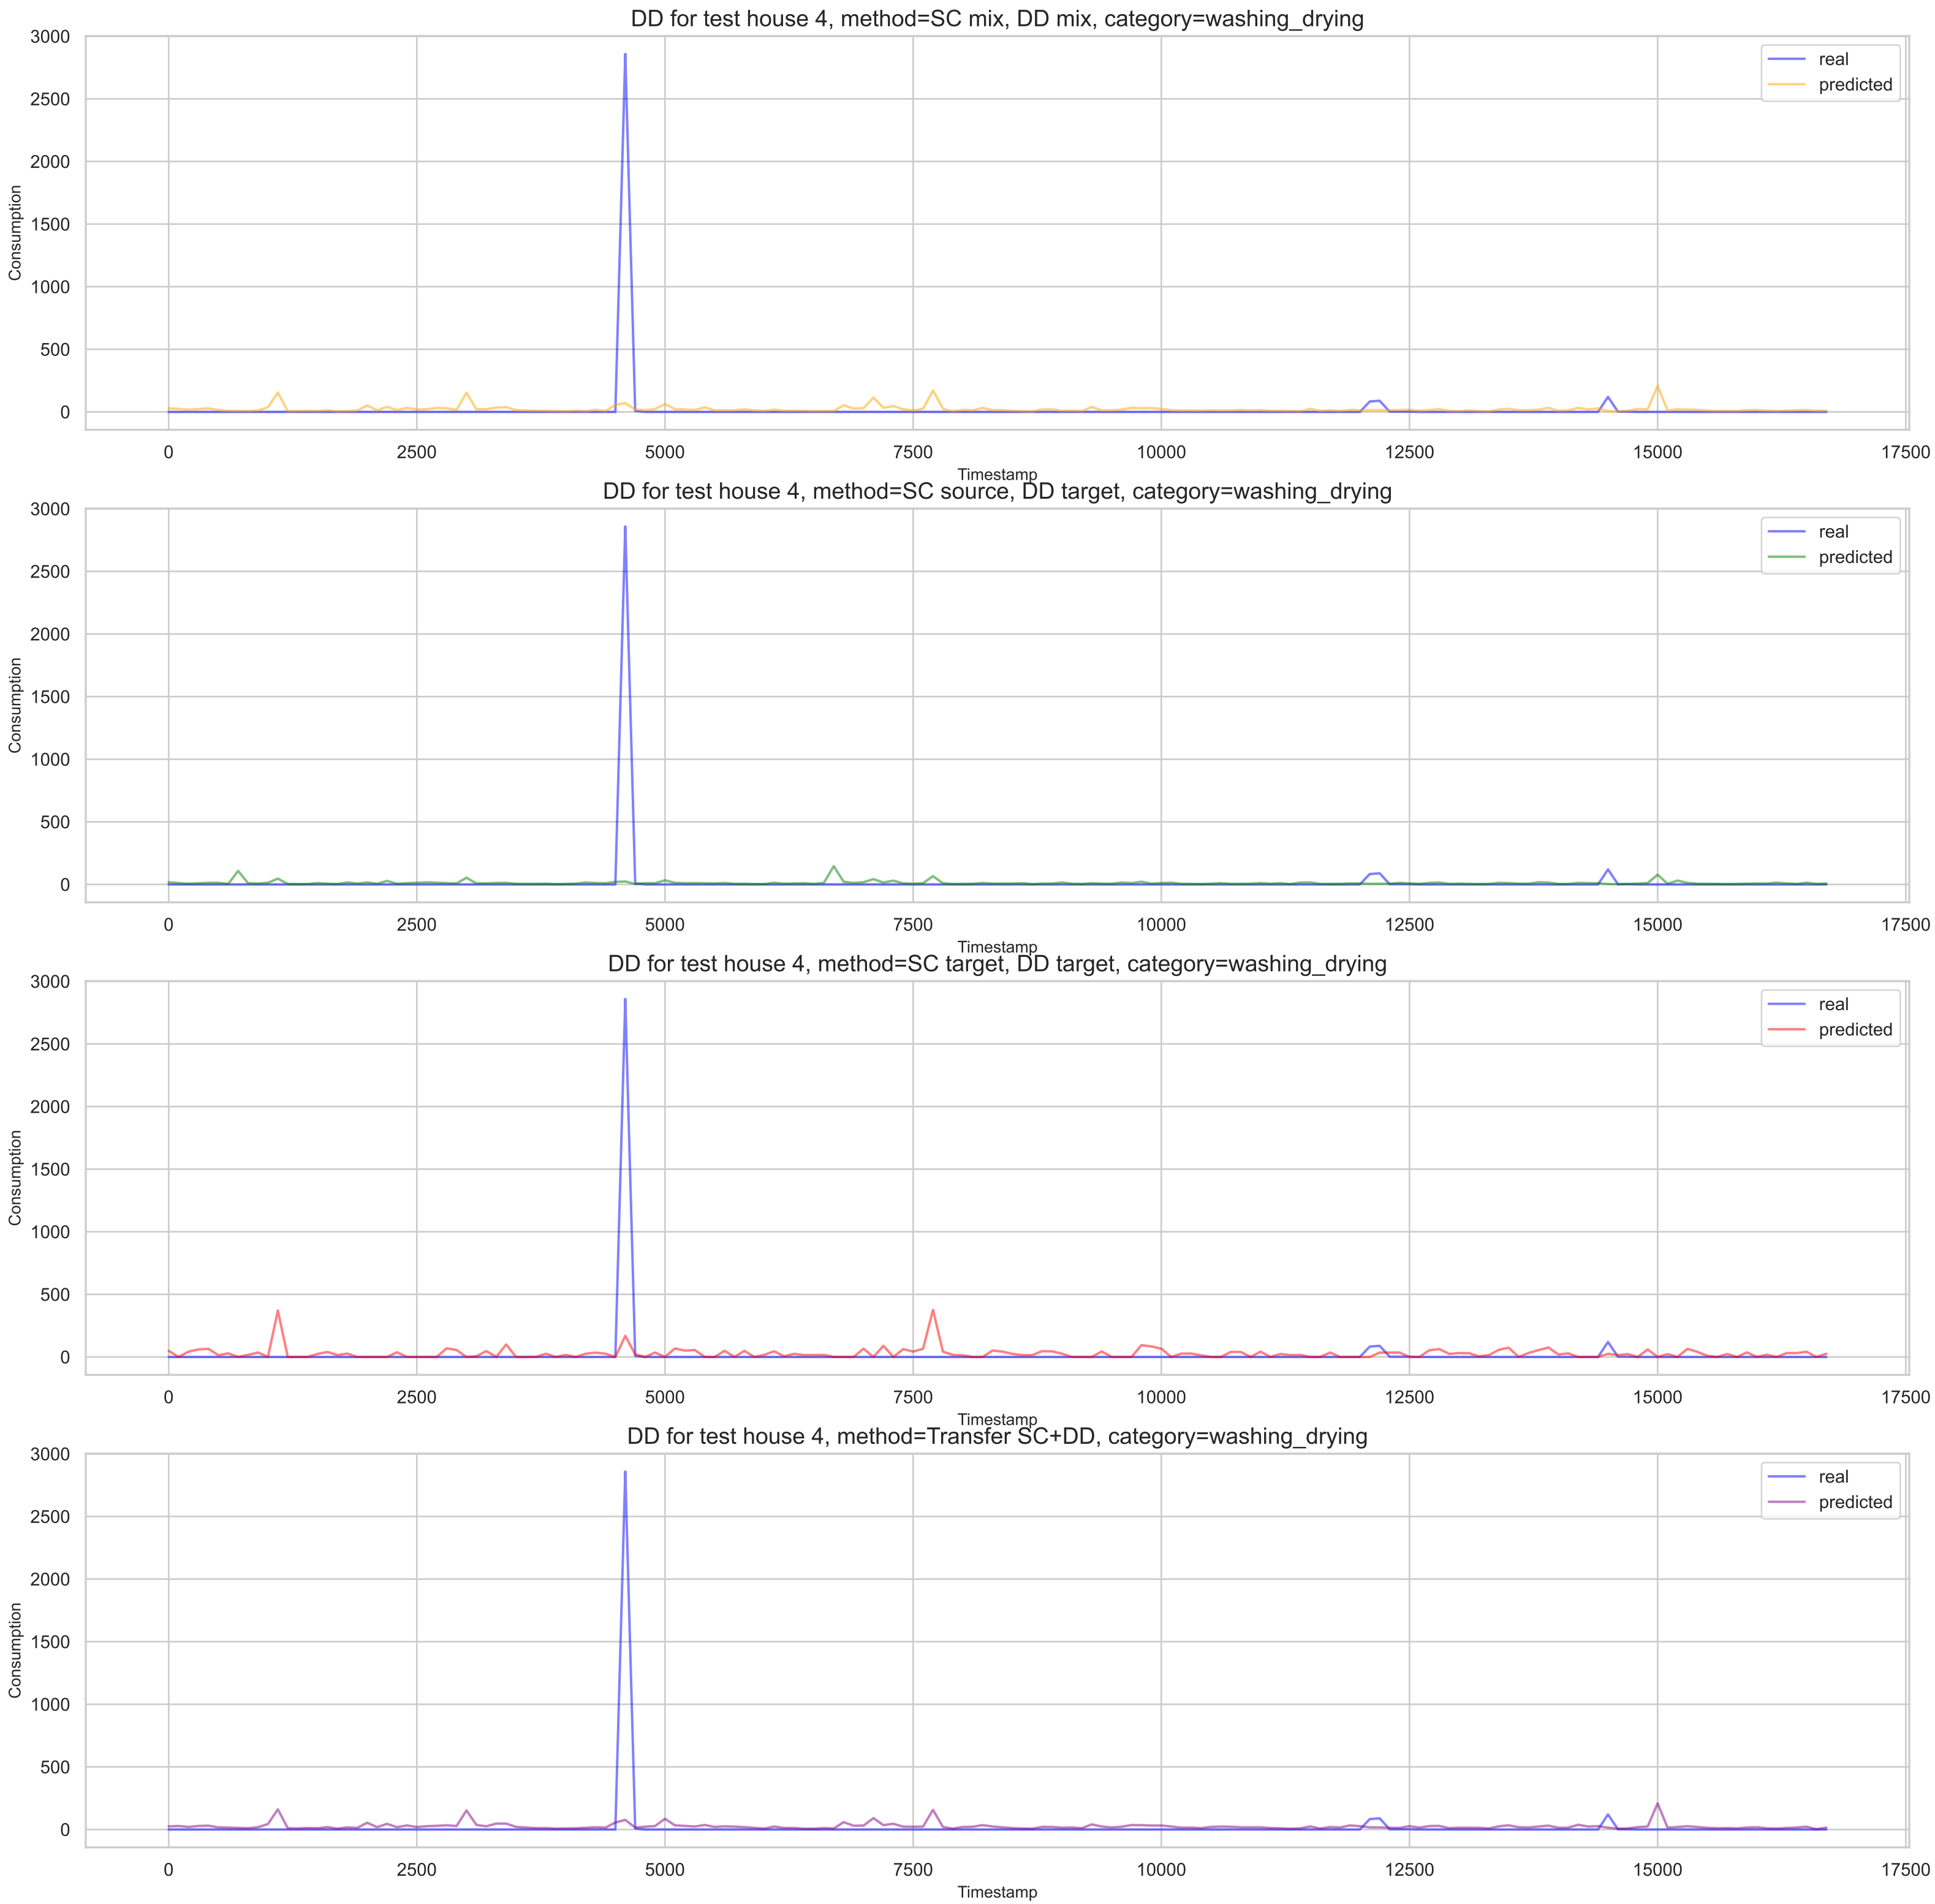 DD for test house 4, method=SC mix, DD mix, category=washing_drying
3000
2500
2000
1500
1000
500
0
Consumption
real
predicted
0 2500 5000 7500 10000 12500 15000 17500
Timestamp
DD for test house 4, method=SC source, DD target, category=washing_drying
3000
2500
2000
1500
1000
500
0
Consumption
real
predicted
0 2500 5000 7500 10000 12500 15000 17500
Timestamp
DD for test house 4, method=SC target, DD target, category=washing_drying
3000
2500
2000
1500
1000
500
0
Consumption
real
predicted
0 2500 5000 7500 10000 12500 15000 17500
Timestamp
DD for test house 4, method=Transfer SC+DD, category=washing_drying
3000
2500
2000
1500
1000
500
0
Consumption
real
predicted
0 2500 5000 7500 10000 12500 15000 17500
Timestamp